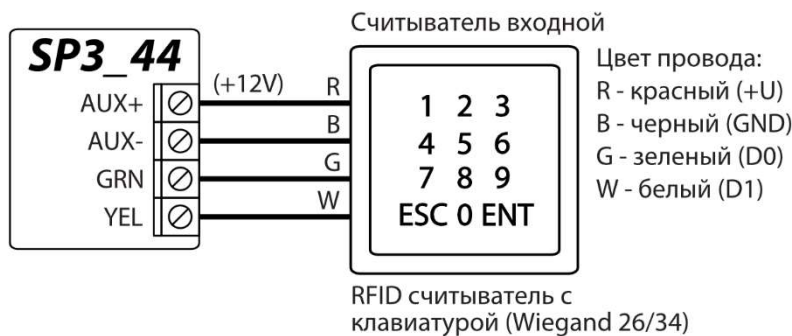 Считыватель входной
SP3_44
AUX+
AUX-
GRN
YEL
(+12V)
R
B
G
W
1 2 3
4 5 6
7 8 9
ESC 0 ENT
Цвет провода:
R - красный (+U)
B - черный (GND)
G - зеленый (D0)
W - белый (D1)
RFID считыватель с
клавиатурой (Wiegand 26/34)